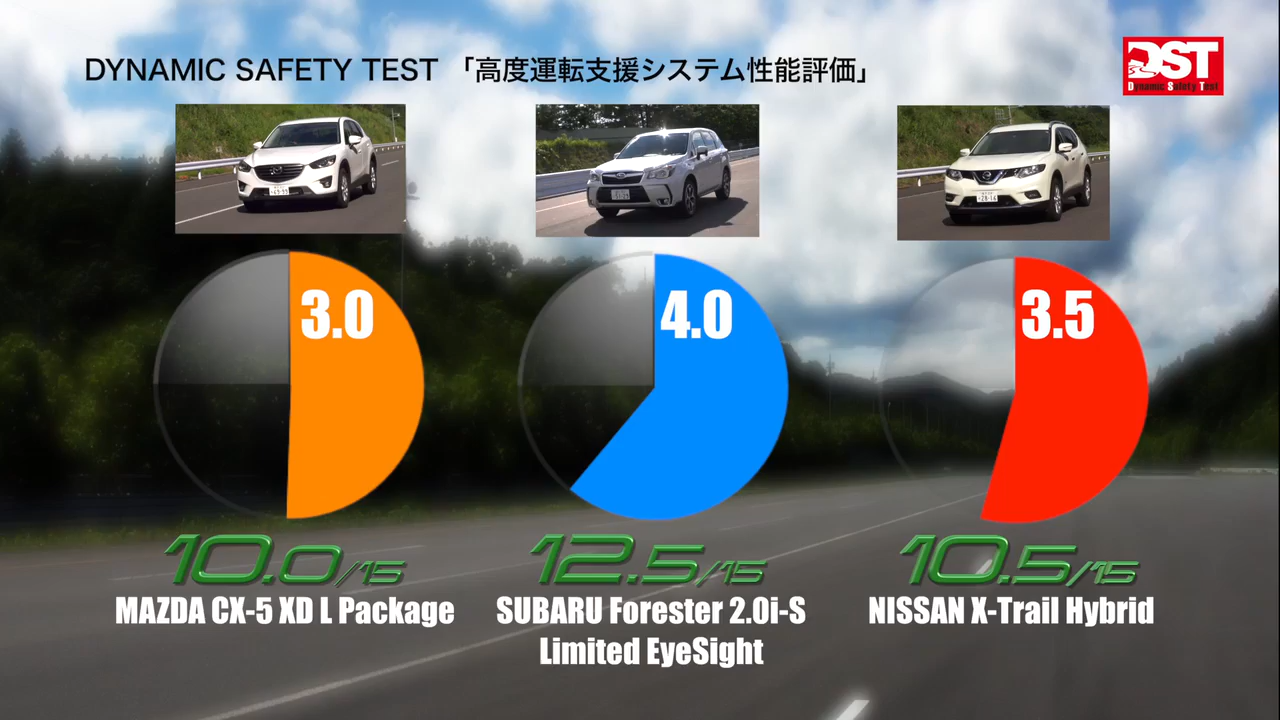 DYNAMIC SAFETY TEST 「高度運転支援システム性能評価」
DST
Dynamic Safety Test
3.0
4.0
3.5
10.0/15
12.5/15
10.5/15
MAZDA CX-5 XD L Package
SUBARU Forester 2.0i-S
Limited EyeSight
NISSAN X-Trail Hybrid